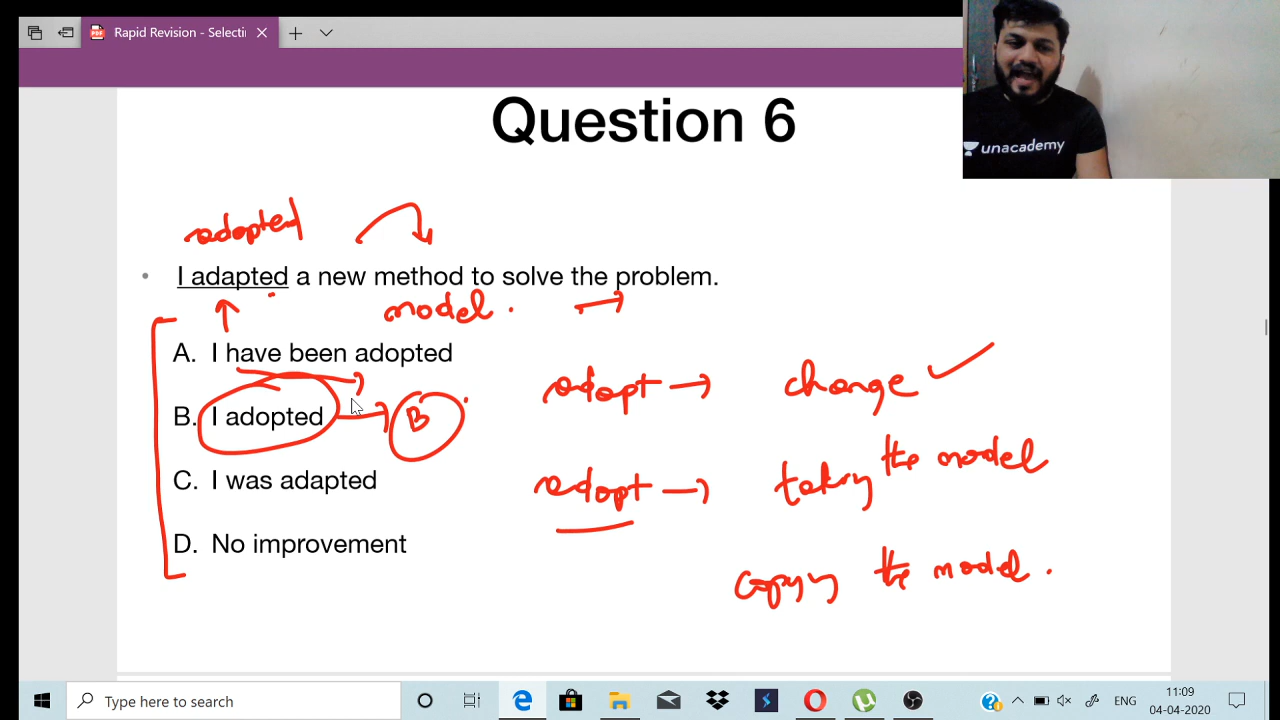 Rapid Revision - Selecti
Question 6
unacademy
adopted
I adapted a new method to solve the problem.
model.
A. I have been adopted
B. I adopted
B
C. I was adapted
D. No improvement
adopt → change ✓
adopt → taking the model
copying the model.
Type here to search
ENG
11:09
04-04-2020